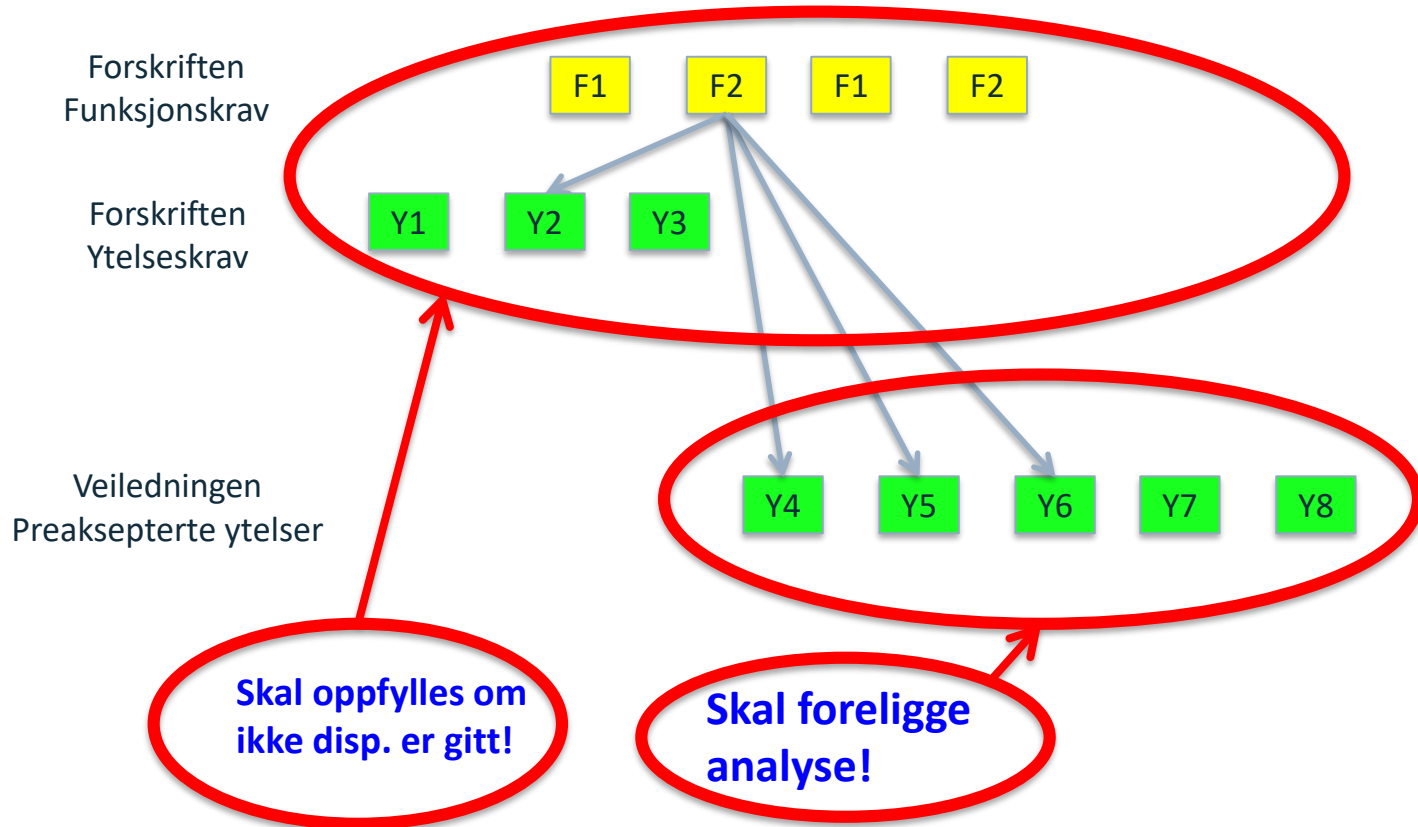 Forskriften
Funksjonskrav
F1 F2 F1 F2
Forskriften
Ytelseskrav
Y1 Y2 Y3
Veiledningen
Preaksepterte ytelser
Y4 Y5 Y6 Y7 Y8
Skal oppfylles om
ikke disp. er gitt!
Skal foreligge
analyse!